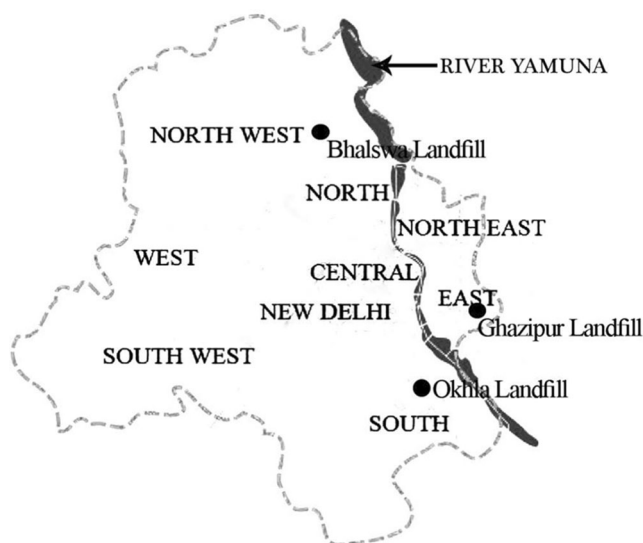 RIVER YAMUNA
NORTH WEST
Bhalswa Landfill
NORTH
NORTH EAST
WEST
CENTRAL
EAST
NEW DELHI
Ghazipur Landfill
SOUTH WEST
Okhla Landfill
SOUTH